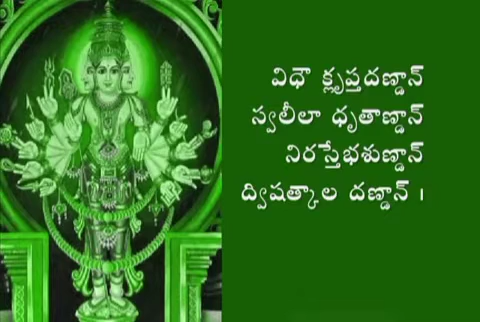 విధౌ క్లృప్తదణ్డాన్
స్వలీలా ధృతాణ్డాన్
నిరస్తేభశుణ్డాన్
ద్విషత్కాల దణ్డాన్ ।